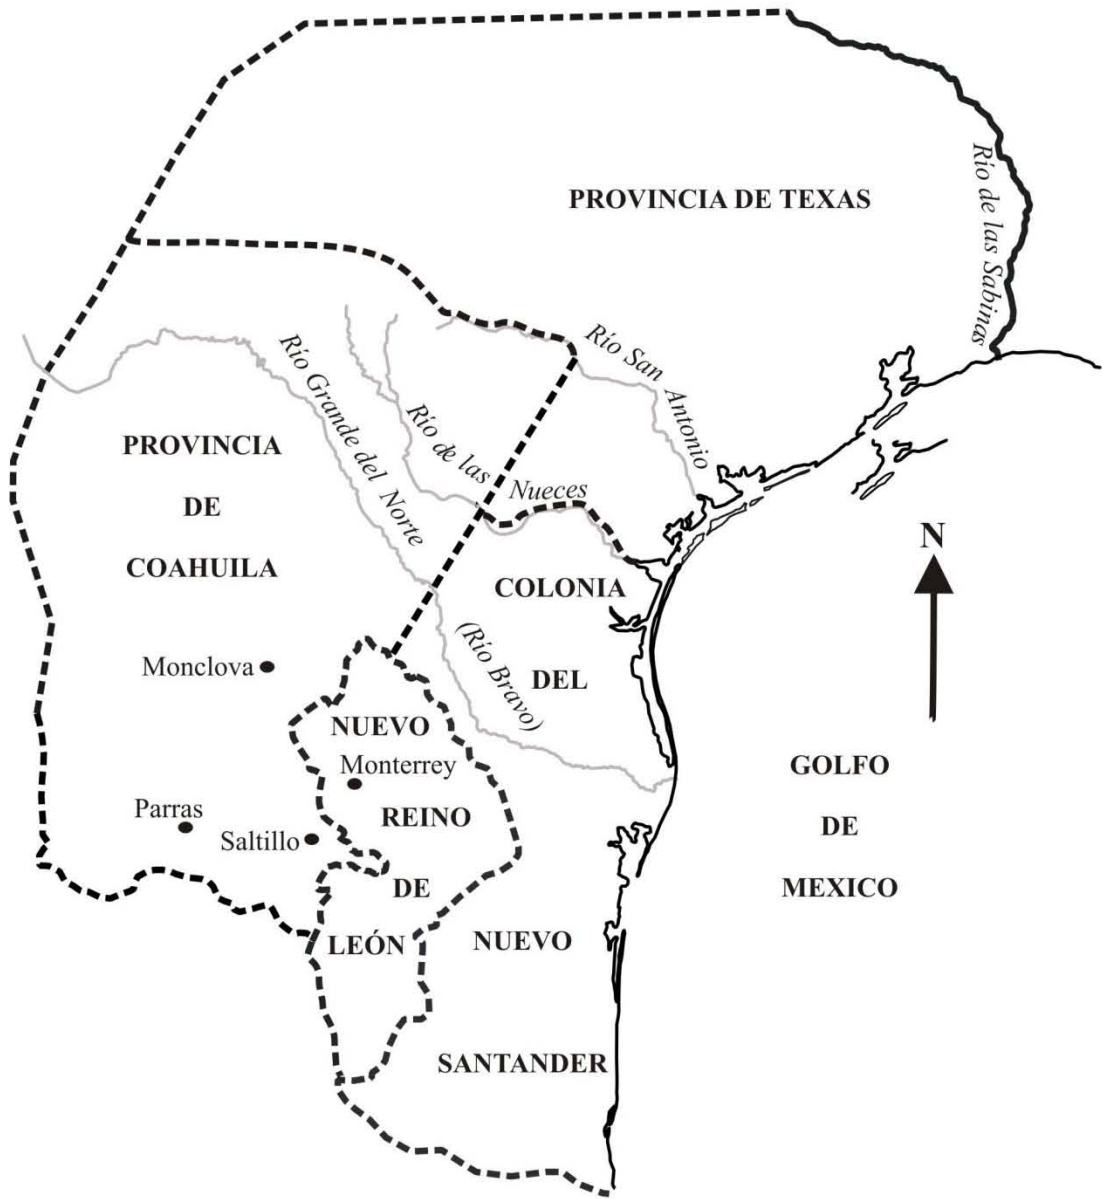 PROVINCIA DE TEXAS
Río de las Sabinas
Río San Antonio
Río Grande del Norte
Río de las Nueces
PROVINCIA
DE
COAHUILA
N
COLONIA
(Río Bravo)
DEL
Monclova
NUEVO
Monterrey
GOLFO
Parras
REINO
DE
Saltillo
DE
MEXICO
LEÓN
NUEVO
SANTANDER